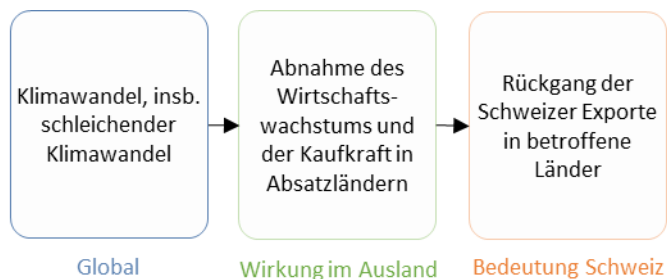 Klimawandel, insb.
schleichender
Klimawandel
Abnahme des
Wirtschafts-
wachstums und
der Kaufkraft in
Absatzländern
Rückgang der
Schweizer Exporte
in betroffene
Länder
Global
Wirkung im Ausland
Bedeutung Schweiz